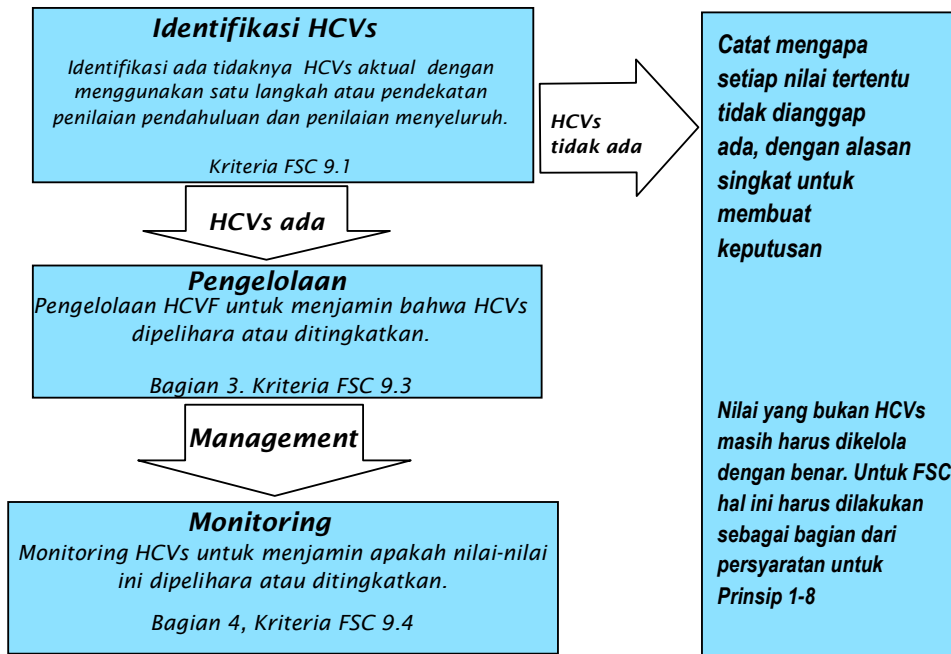 Identifikasi HCVs
Identifikasi ada tidaknya HCVs aktual dengan
menggunakan satu langkah atau pendekatan
penilaian pendahuluan dan penilaian menyeluruh.
Kriteria FSC 9.1
HCVs
tidak ada
HCVs ada
Pengelolaan
Pengelolaan HCVF untuk menjamin bahwa HCVs
dipelihara atau ditingkatkan.
Bagian 3. Kriteria FSC 9.3
Management
Monitoring
Monitoring HCVs untuk menjamin apakah nilai-nilai
ini dipelihara atau ditingkatkan.
Bagian 4, Kriteria FSC 9.4
Catat mengapa
setiap nilai tertentu
tidak dianggap
ada, dengan alasan
singkat untuk
membuat
keputusan
Nilai yang bukan HCVs
masih harus dikelola
dengan benar. Untuk FSC
hal ini harus dilakukan
sebagai bagian dari
persyaratan untuk
Prinsip 1-8